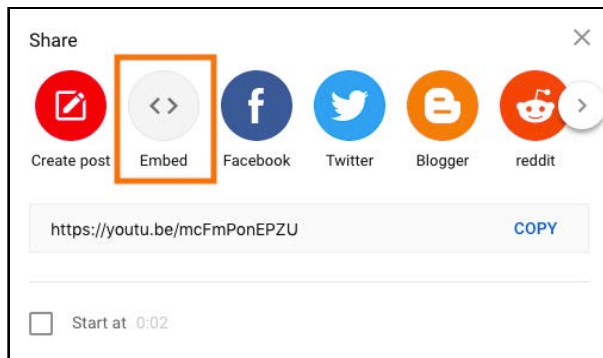 Share
Create post Embed Facebook Twitter Blogger reddit
https://youtu.be/mcFmPonEPZU COPY
Start at 0:02